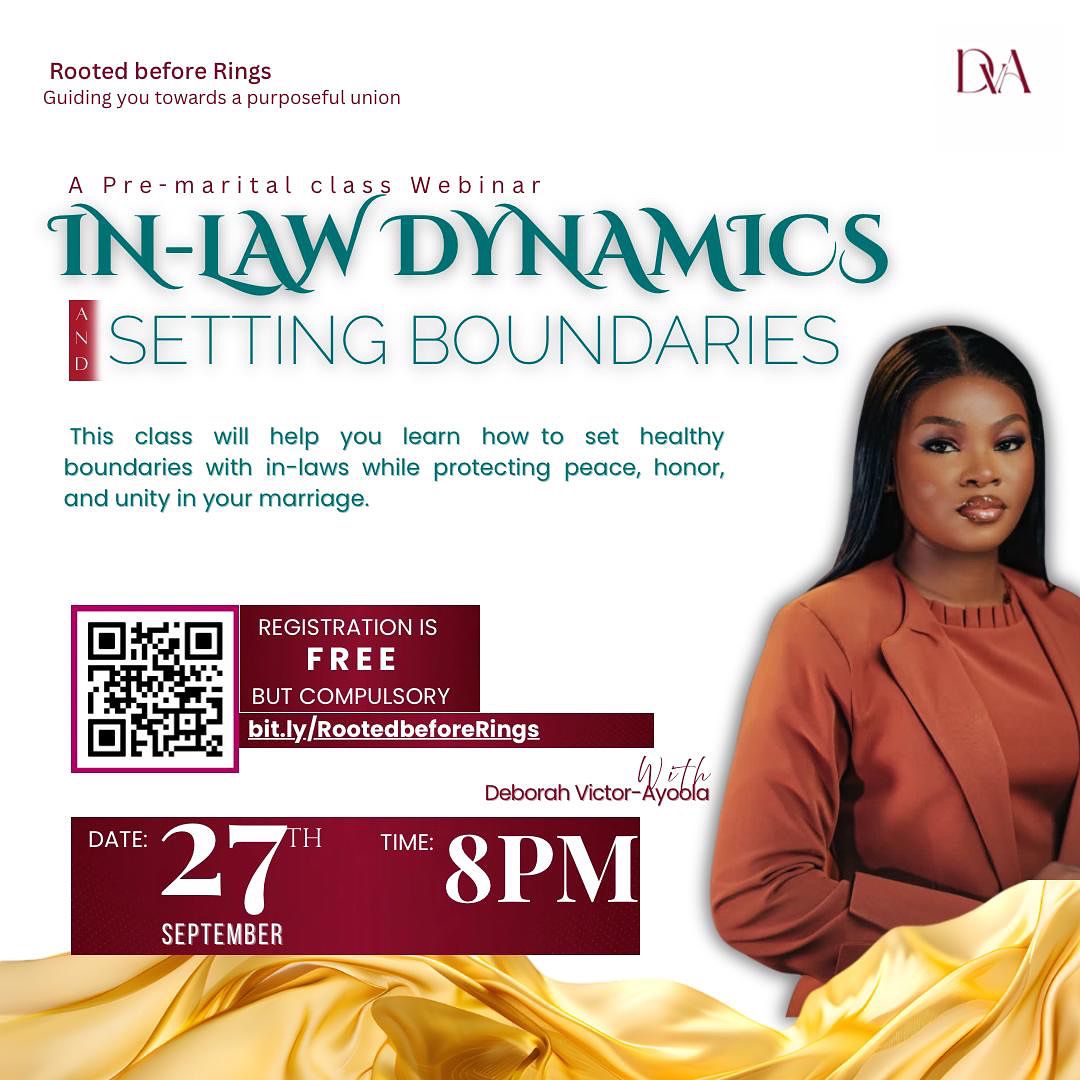 Rooted before Rings
Guiding you towards a purposeful union
DVA
A Pre-marital class Webinar
IN-LAW DYNAMICS
AND
SETTING BOUNDARIES
This class will help you learn how to set healthy
boundaries with in-laws while protecting peace, honor,
and unity in your marriage.
REGISTRATION IS
FREE
BUT COMPULSORY
bit.ly/RootedbeforeRings
With
Deborah Victor-Ayoola
DATE: 27TH
SEPTEMBER
TIME: 8PM